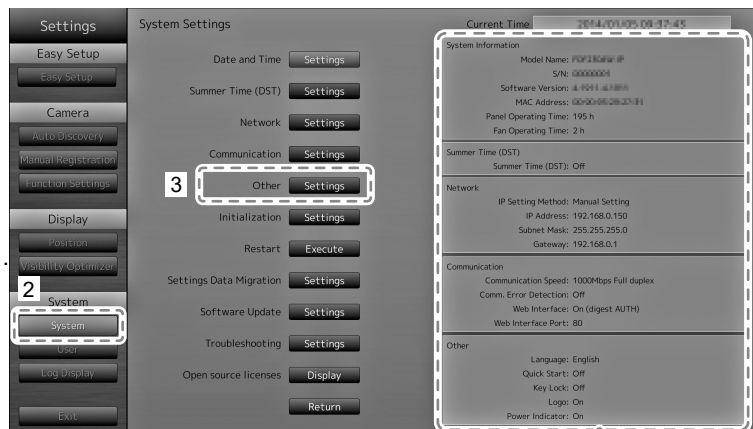 Settings
System Settings
Current Time
Easy Setup
Easy Setup
Camera
Auto Discovery
Manual Registration
Function Settings
Display
Position
Visibility Optimizer
2
System
System
User
Log Display
Exit
Date and Time Settings
Summer Time (DST) Settings
Network Settings
Communication Settings
3 Other Settings
Initialization Settings
Restart Execute
Settings Data Migration Settings
Software Update Settings
Troubleshooting Settings
Open source licenses Display
Return
System Information
Model Name:
S/N: 00000001
Software Version:
MAC Address:
Panel Operating Time: 195 h
Fan Operating Time: 2 h
Summer Time (DST)
Summer Time (DST): Off
Network
IP Setting Method: Manual Setting
IP Address: 192.168.0.150
Subnet Mask: 255.255.255.0
Gateway: 192.168.0.1
Communication
Communication Speed: 1000Mbps Full duplex
Comm. Error Detection: Off
Web Interface: On (digest AUTH)
Web Interface Port: 80
Other
Language: English
Quick Start: Off
Key Lock: Off
Logo: On
Power Indicator: On